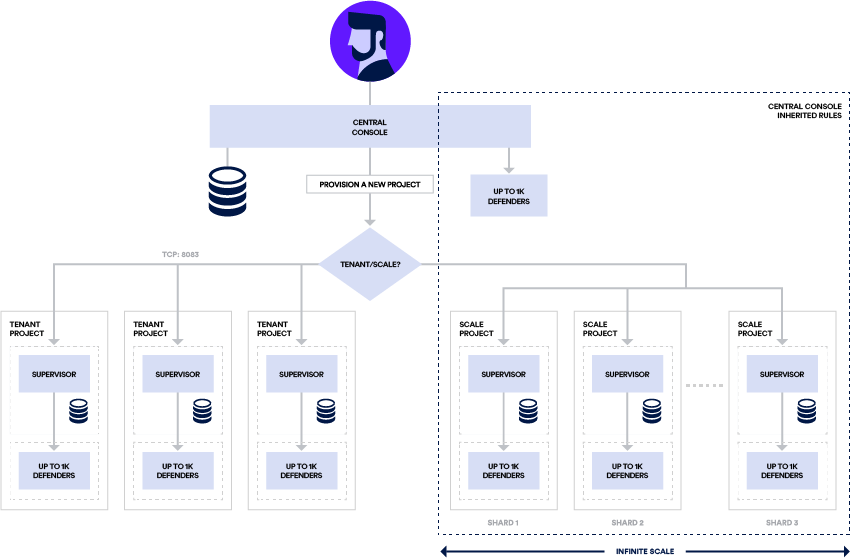 CENTRAL CONSOLE
INHERITED RULES
CENTRAL
CONSOLE
PROVISION A NEW PROJECT
UP TO 1K
DEFENDERS
TCP: 8083
TENANT/SCALE?
TENANT
PROJECT
SUPERVISOR
UP TO 1K
DEFENDERS
TENANT
PROJECT
SUPERVISOR
UP TO 1K
DEFENDERS
TENANT
PROJECT
SUPERVISOR
UP TO 1K
DEFENDERS
SCALE
PROJECT
SUPERVISOR
UP TO 1K
DEFENDERS
SHARD 1
SCALE
PROJECT
SUPERVISOR
UP TO 1K
DEFENDERS
SHARD 2
SCALE
PROJECT
SUPERVISOR
UP TO 1K
DEFENDERS
SHARD 3
INFINITE SCALE